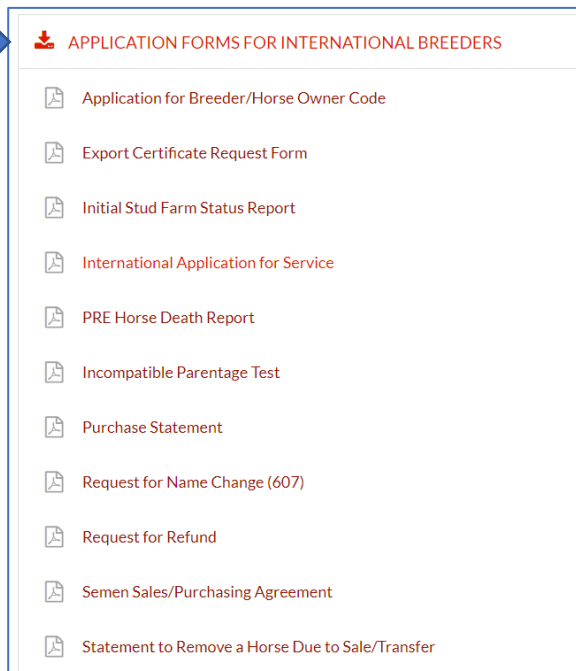 APPLICATION FORMS FOR INTERNATIONAL BREEDERS
Application for Breeder/Horse Owner Code
Export Certificate Request Form
Initial Stud Farm Status Report
International Application for Service
PRE Horse Death Report
Incompatible Parentage Test
Purchase Statement
Request for Name Change (607)
Request for Refund
Semen Sales/Purchasing Agreement
Statement to Remove a Horse Due to Sale/Transfer